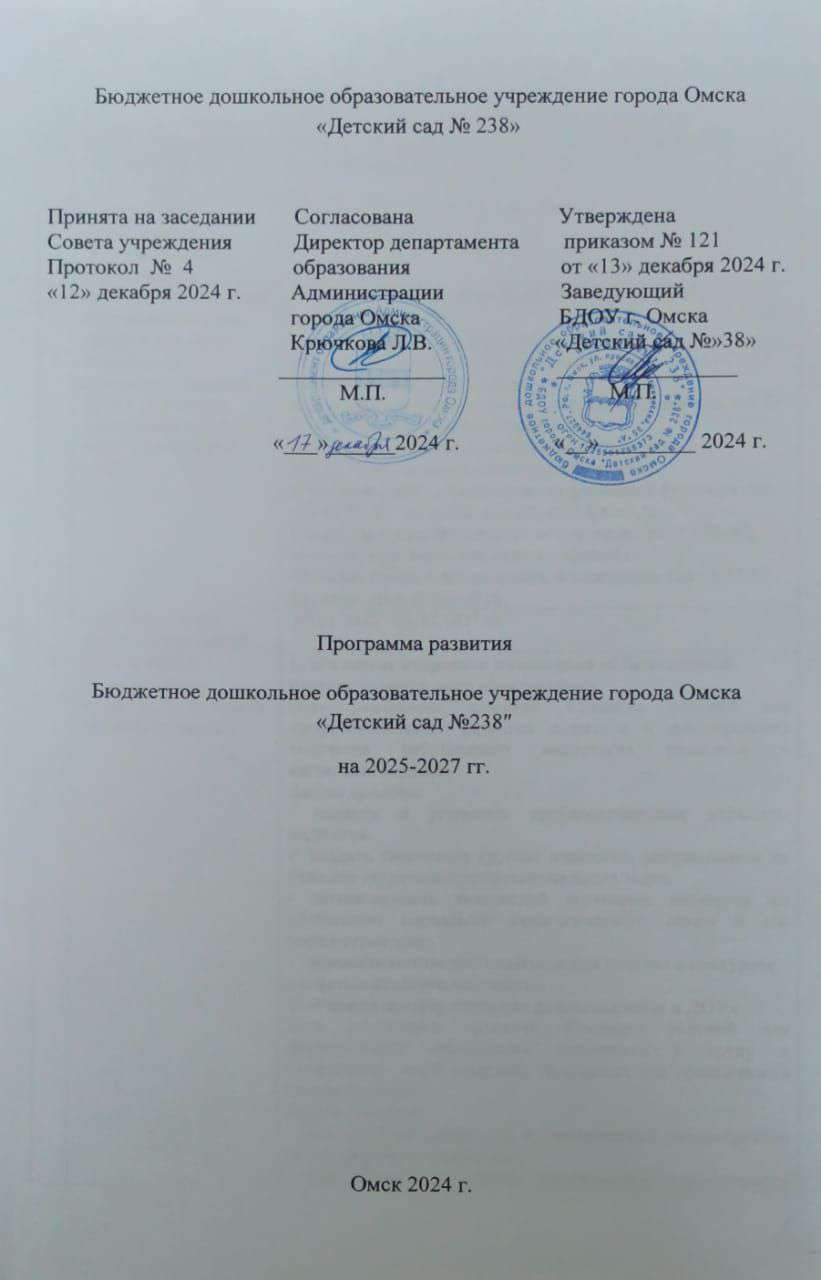 Бюджетное дошкольное образовательное учреждение города Омска
«Детский сад № 238»
Принята на заседании
Совета учреждения
Протокол № 4
«12» декабря 2024 г.
Согласована
Директор департамента
образования
Администрации
города Омска
Крючкова Л.В.
М.П.
«17» декабря 2024 г.
Утверждена
приказом № 121
от «13» декабря 2024 г.
Заведующий
БДОУ г. Омска
«Детский сад №»38»
М.П.
«___»________ 2024 г.
Программа развития
Бюджетное дошкольное образовательное учреждение города Омска
«Детский сад №238"
на 2025-2027 гг.
Омск 2024 г.